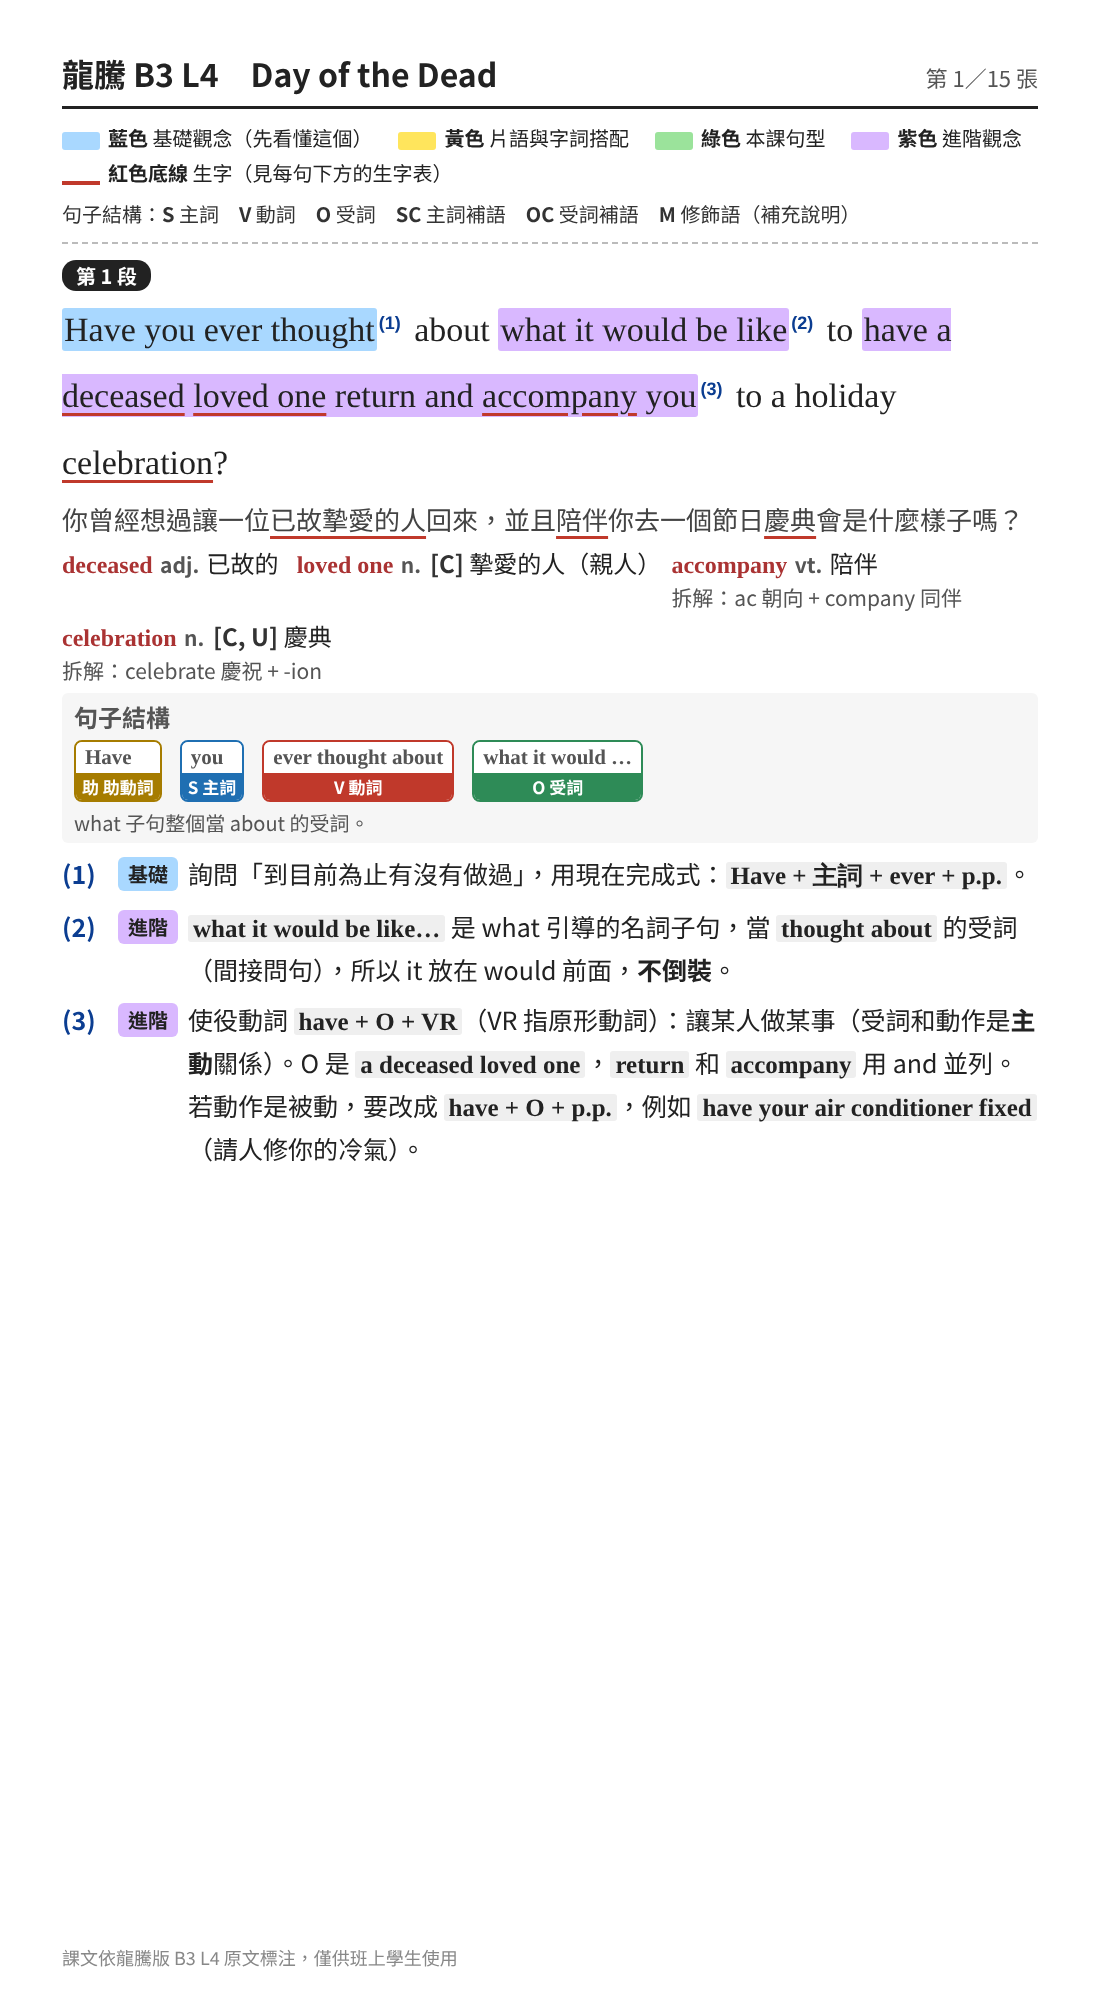 龍騰 B3 L4　Day of the Dead
第 1／15 張
藍色 基礎觀念（先看懂這個） 黃色 片語與字詞搭配 綠色 本課句型 紫色 進階觀念
紅色底線 生字（見每句下方的生字表）
句子結構：S 主詞 V 動詞 O 受詞 SC 主詞補語 OC 受詞補語 M 修飾語（補充說明）
第 1 段
Have you ever thought(1) about what it would be like(2) to have a
deceased loved one return and accompany you(3) to a holiday
celebration?
你曾經想過讓一位已故摯愛的人回來，並且陪伴你去一個節日慶典會是什麼樣子嗎？
deceased adj. 已故的 loved one n. [C] 摯愛的人（親人） accompany vt. 陪伴
拆解：ac 朝向 + company 同伴
celebration n. [C, U] 慶典
拆解：celebrate 慶祝 + -ion
句子結構
Have you ever thought about what it would …
助 助動詞 S 主詞 V 動詞 O 受詞
what 子句整個當 about 的受詞。
(1) 基礎 詢問「到目前為止有沒有做過」，用現在完成式：Have + 主詞 + ever + p.p.。
(2) 進階 what it would be like… 是 what 引導的名詞子句，當 thought about 的受詞
（間接問句），所以 it 放在 would 前面，不倒裝。
(3) 進階 使役動詞 have + O + VR（VR 指原形動詞）：讓某人做某事（受詞和動作是主
動關係）。O 是 a deceased loved one，return 和 accompany 用 and 並列。
若動作是被動，要改成 have + O + p.p.，例如 have your air conditioner fixed
（請人修你的冷氣）。
課文依龍騰版 B3 L4 原文標注，僅供班上學生使用